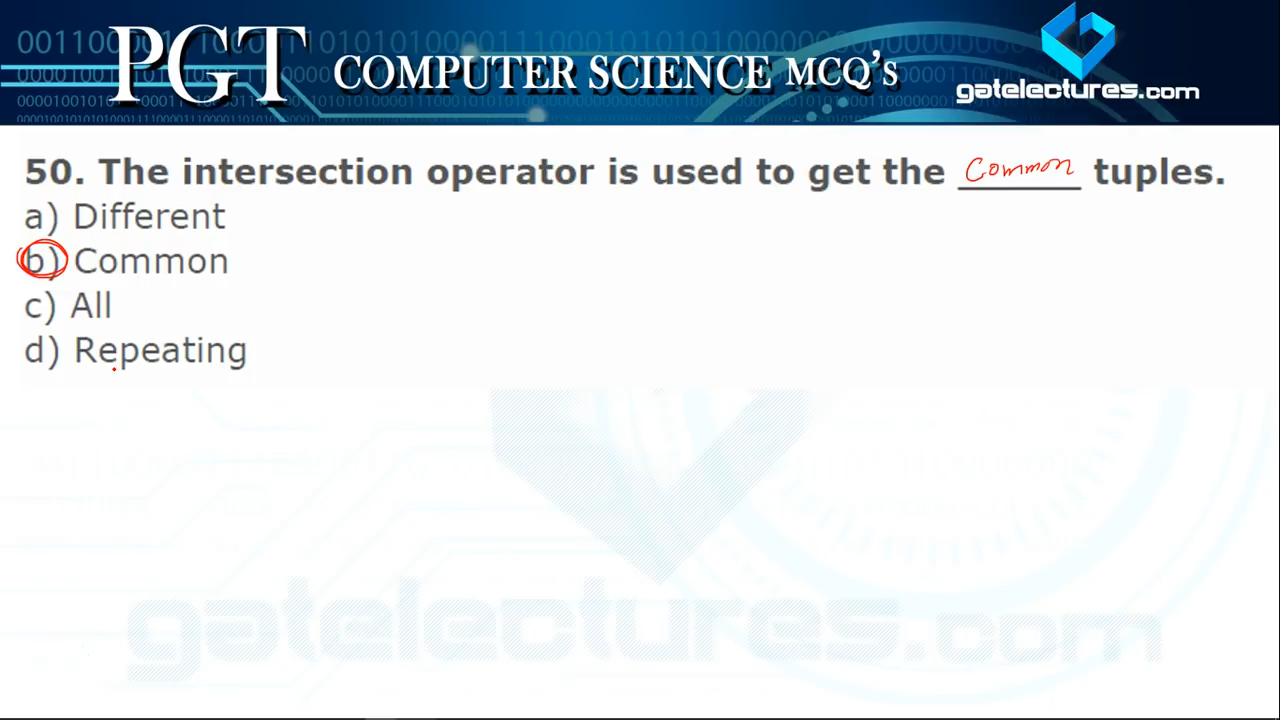 PGT COMPUTER SCIENCE MCQ's
gatelectures.com
50. The intersection operator is used to get the Common tuples.
a) Different
b) Common
c) All
d) Repeating
gatelectures.com